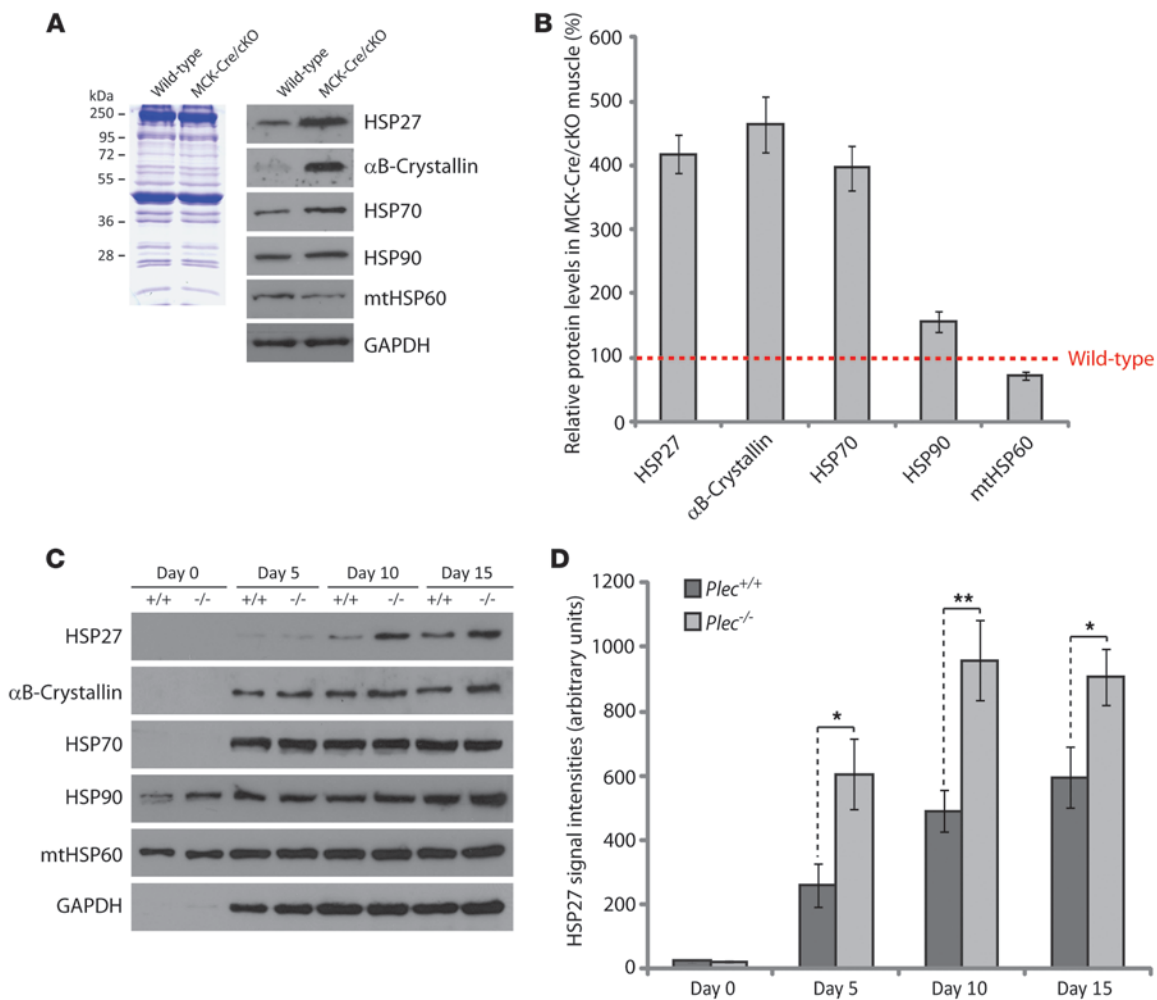 A
Wild-type
MCK-Cre/cKO
kDa
250
95
72
55
36
28
Wild-type
MCK-Cre/cKO
HSP27
αB-Crystallin
HSP70
HSP90
mtHSP60
GAPDH
B
Relative protein levels in MCK-Cre/cKO muscle (%)
600
500
400
300
200
100
0
Wild-type
HSP27
αB-Crystallin
HSP70
HSP90
mtHSP60
C
Day 0 Day 5 Day 10 Day 15
+/+ -/- +/+ -/- +/+ -/- +/+ -/-
HSP27
αB-Crystallin
HSP70
HSP90
mtHSP60
GAPDH
D
HSP27 signal intensities (arbitrary units)
1200
1000
800
600
400
200
0
Plec+/+
Plec-/-
*
**
*
Day 0 Day 5 Day 10 Day 15